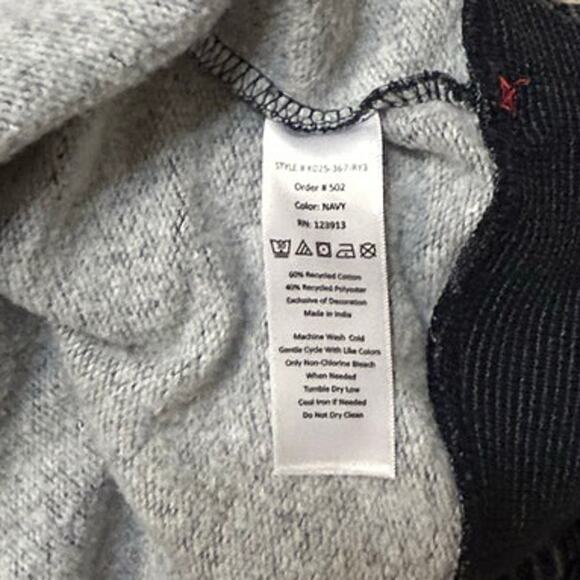 STYLE # K025-367-RY3
Order # 502
Color: NAVY
RN: 123913
60% Recycled Cotton
40% Recycled Polyester
Exclusive of Decoration
Made in India
Machine Wash Cold
Gentle Cycle With Like Colors
Only Non-Chlorine Bleach
When Needed
Tumble Dry Low
Cool Iron if Needed
Do Not Dry Clean